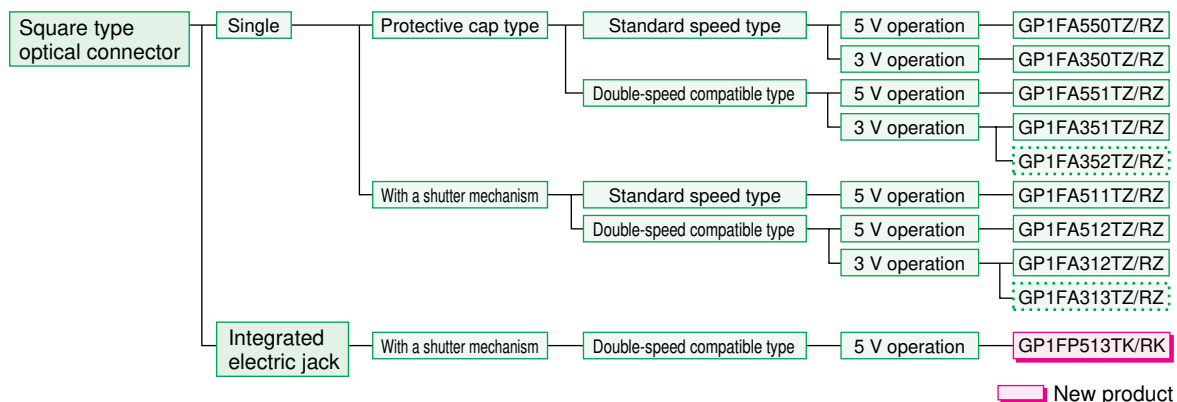 Square type
optical connector
Single
Protective cap type
Standard speed type
5 V operation
GP1FA550TZ/RZ
3 V operation
GP1FA350TZ/RZ
Double-speed compatible type
5 V operation
GP1FA551TZ/RZ
3 V operation
GP1FA351TZ/RZ
GP1FA352TZ/RZ
With a shutter mechanism
Standard speed type
5 V operation
GP1FA511TZ/RZ
Double-speed compatible type
5 V operation
GP1FA512TZ/RZ
3 V operation
GP1FA312TZ/RZ
GP1FA313TZ/RZ
Integrated
electric jack
With a shutter mechanism
Double-speed compatible type
5 V operation
GP1FP513TK/RK
New product